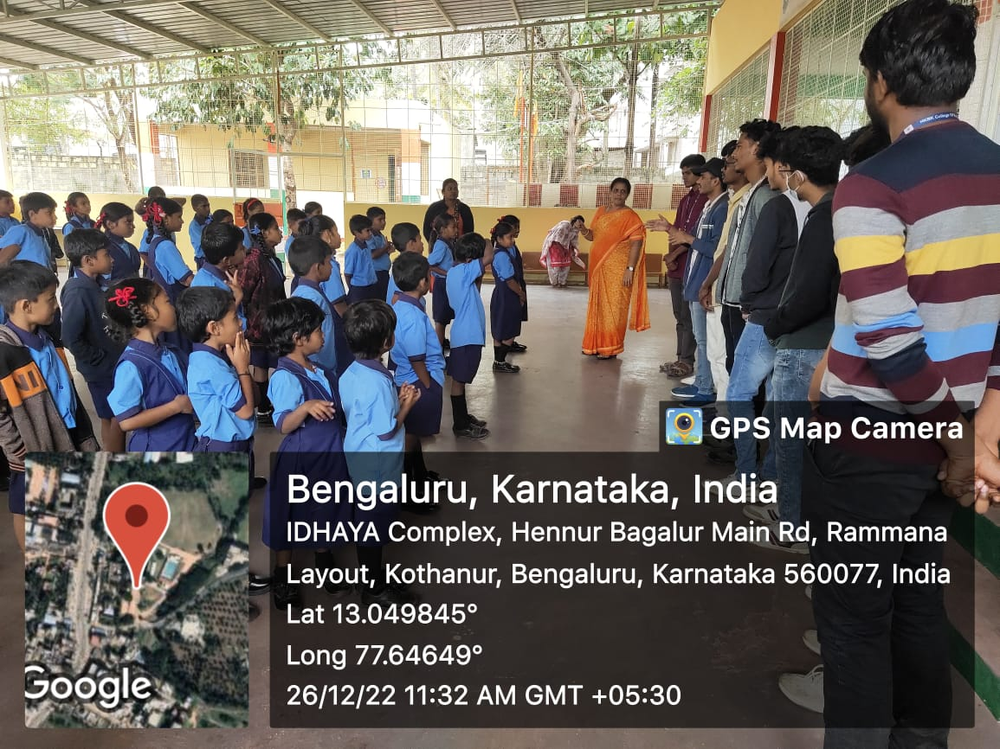 GPS Map Camera
Bengaluru, Karnataka, India
IDHAYA Complex, Hennur Bagalur Main Rd, Rammana
Layout, Kothanur, Bengaluru, Karnataka 560077, India
Lat 13.049845°
Long 77.64649°
26/12/22 11:32 AM GMT +05:30
Google